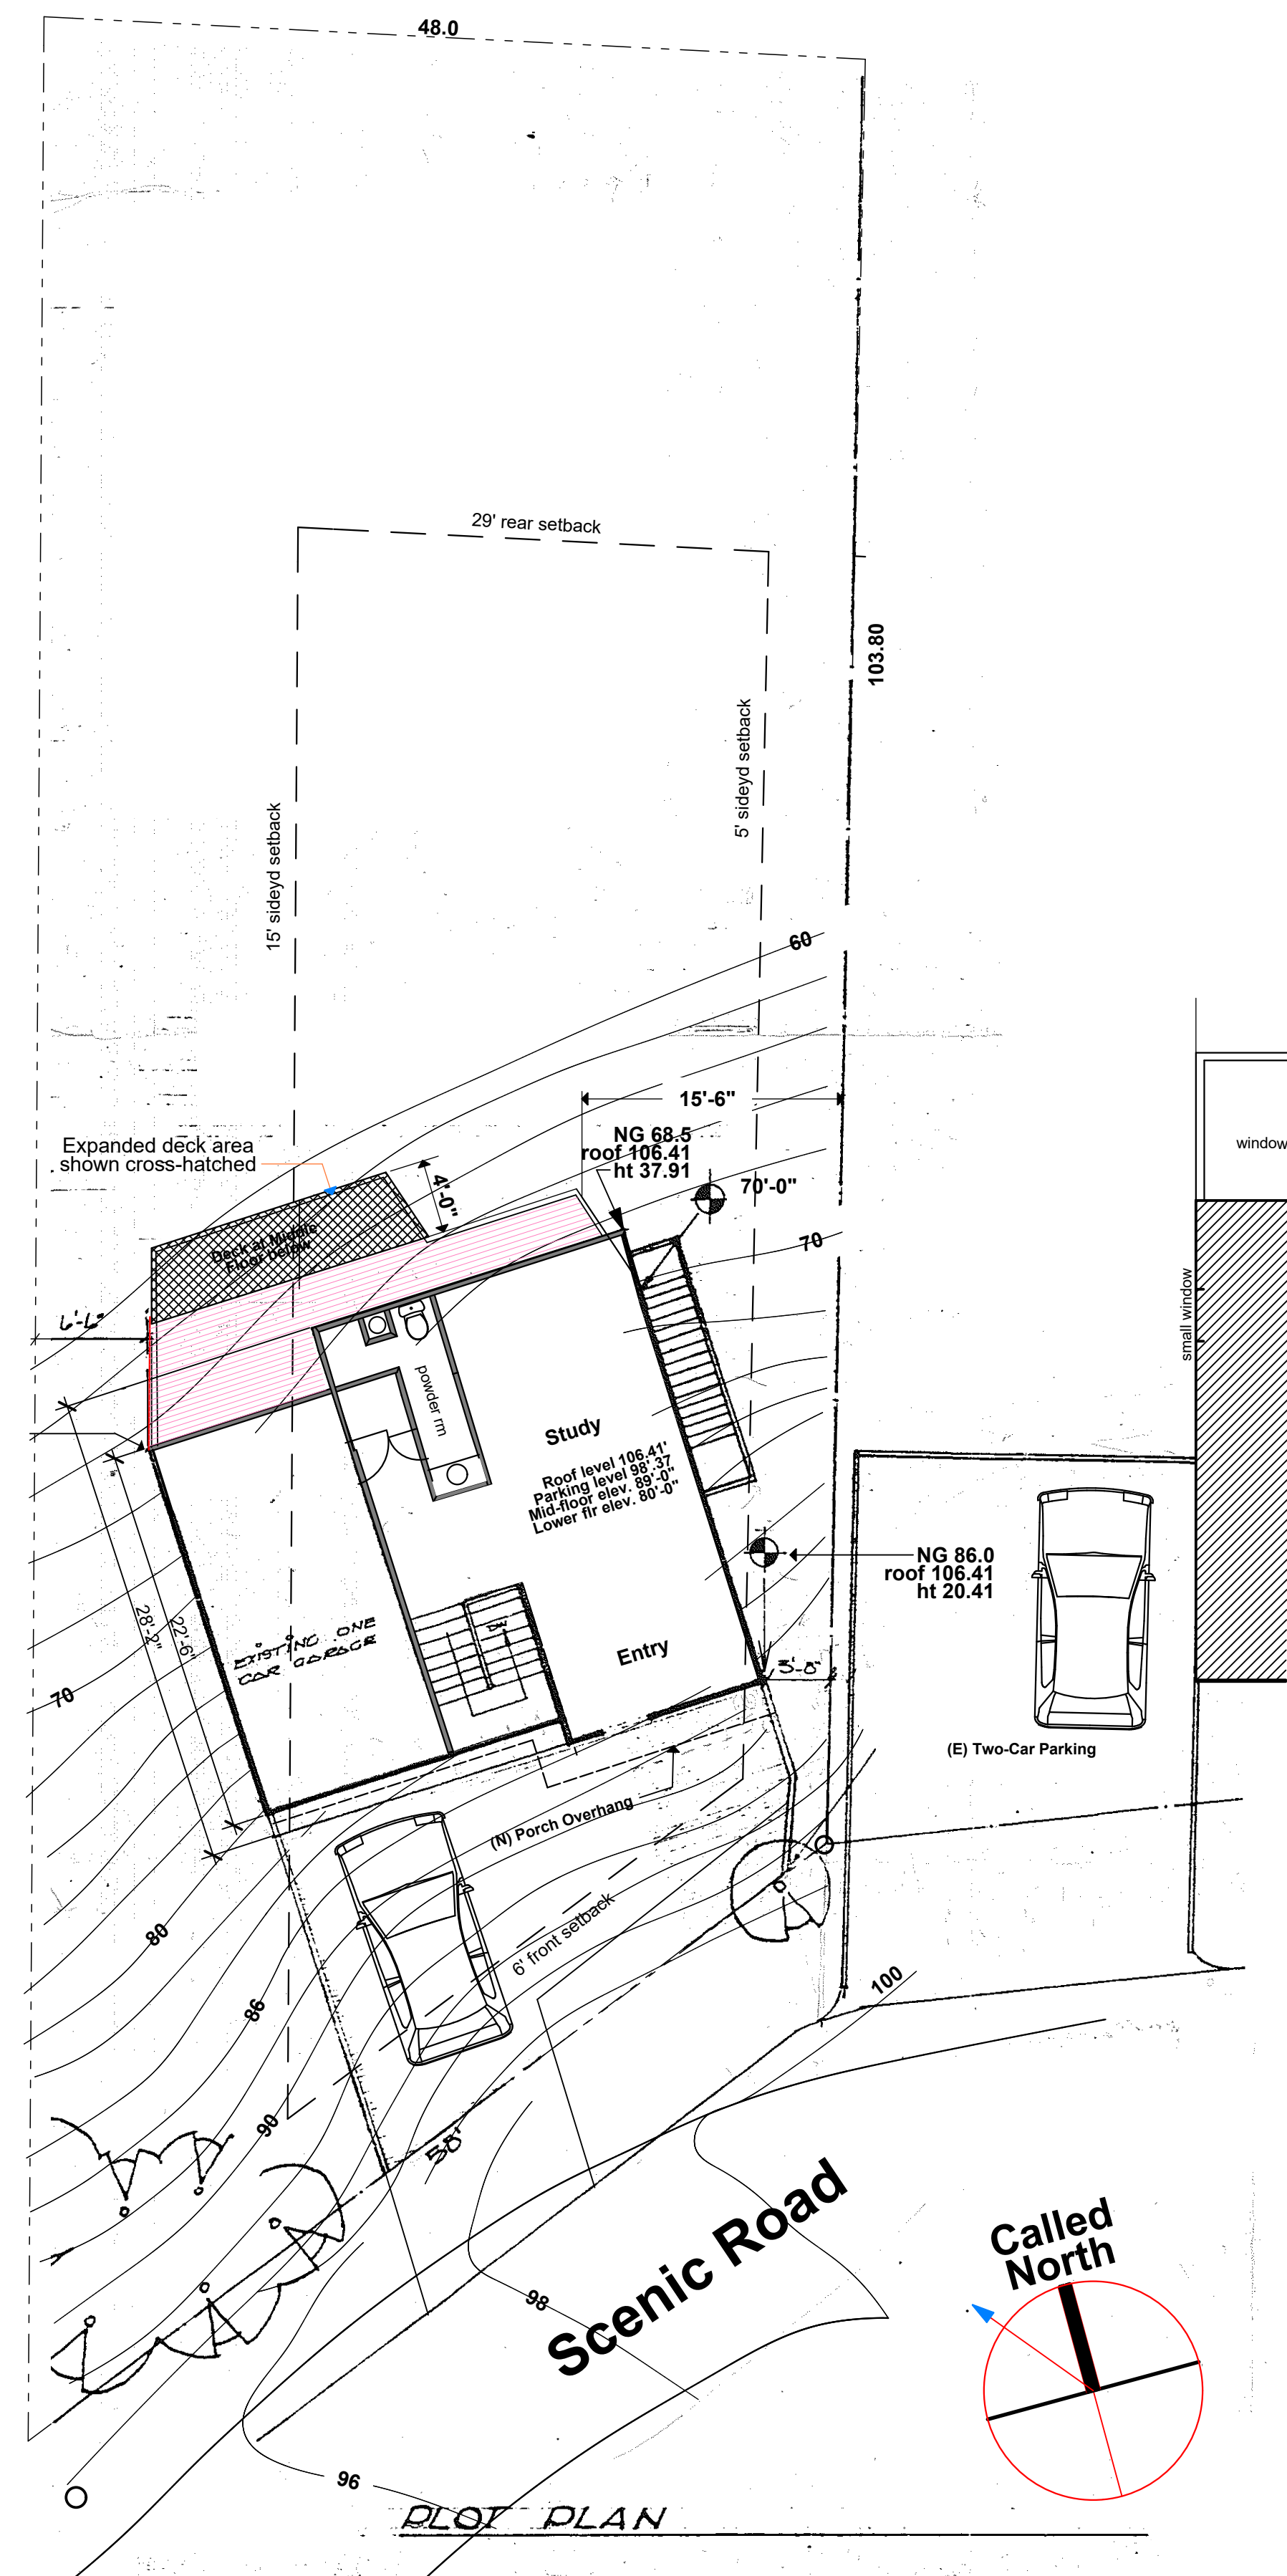 48.0
29' rear setback
103.80
5' sideyd setback
15' sideyd setback
60
15'-6"
Expanded deck area
shown cross-hatched
NG 68.5
roof 106.41
ht 37.91
4'-0"
70'-0"
window
Deck at Middle
Floor below
70
6'-6"
small window
powder rm
Study
Roof level 106.41'
Parking level 98'.37
Mid-floor elev. 89'-0"
Lower flr elev. 80'-0"
NG 86.0
roof 106.41
ht 20.41
28'-2"
22'-6"
EXISTING ONE
CAR GARAGE
DN
Entry
3'-8"
70
(E) Two-Car Parking
(N) Porch Overhang
80
6' front setback
86
100
90
58'
Scenic Road
Called
North
98
96
PLOT PLAN